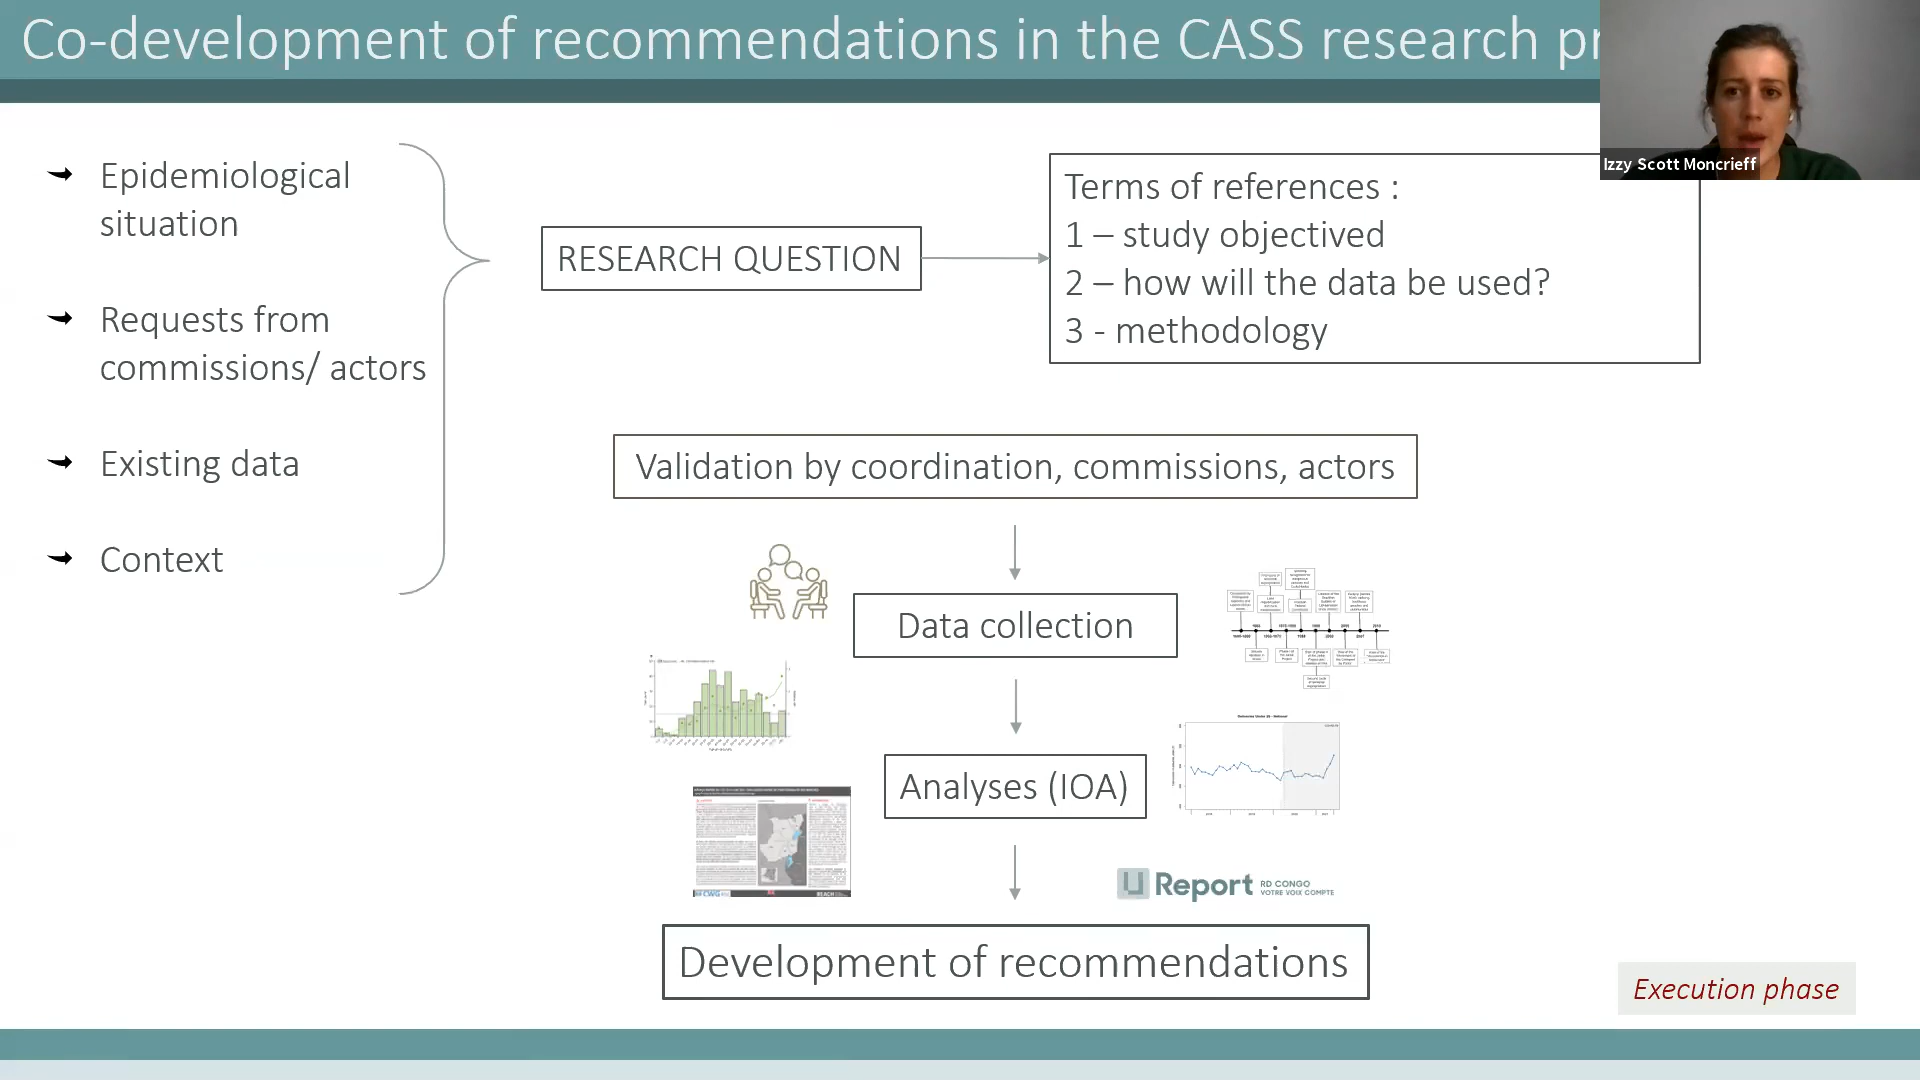 Co-development of recommendations in the CASS research
Izzy Scott Moncrieff
Epidemiological
situation
Requests from
commissions/ actors
Existing data
Context
RESEARCH QUESTION
Terms of references :
1 – study objectived
2 – how will the data be used?
3 - methodology
Validation by coordination, commissions, actors
Data collection
Analyses (IOA)
U Report RD CONGO
VOTRE VOIX COMPTE
Development of recommendations
Execution phase